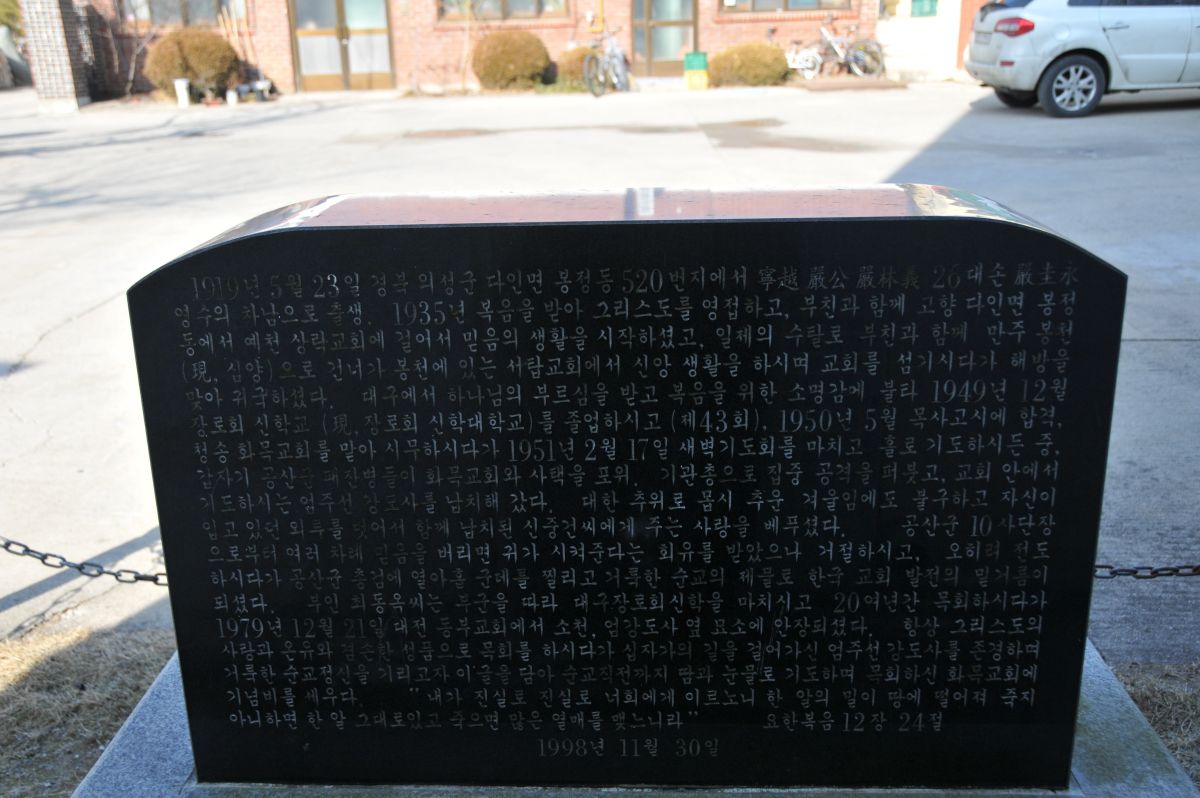 1919년 5월 23일 경북 의성군 다인면 봉정동 520번지에서 寧越 嚴公 嚴林義 26대손 嚴圭永
영수의 차남으로 출생. 1935년 복음을 받아 그리스도를 영접하고, 부친과 함께 고향 다인면 봉정
동에서 예천 상락교회에 걸어서 믿음의 생활을 시작하셨고, 일제의 수탈로 부친과 함께 만주 봉천
(現, 심양)으로 건너가 봉천에 있는 서탑교회에서 신앙 생활을 하시며 교회를 섬기시다가 해방을
맞아 귀국하셨다. 대구에서 하나님의 부르심을 받고 복음을 위한 소명감에 불타 1949년 12월
장로회 신학교 (現, 장로회 신학대학교)를 졸업하시고 (제43회), 1950년 5월 목사고시에 합격,
청송 화목교회를 맡아 시무하시다가 1951년 2월 17일 새벽기도회를 마치고 홀로 기도하시든 중,
갑자기 공산군 패잔병들이 화목교회와 사택을 포위, 기관총으로 집중 공격을 퍼붓고, 교회 안에서
기도하시는 엄주선 강도사를 납치해 갔다. 대한 추위로 몹시 추운 겨울임에도 불구하고 자신이
입고 있던 외투를 벗어서 함께 납치된 신중건씨에게 주는 사랑을 베푸셨다. 공산군 10사단장
으로부터 여러 차례 믿음을 버리면 귀가 시켜준다는 회유를 받았으나 거절하시고, 오히려 전도
하시다가 공산군 총검에 열아홉 군데를 찔리고 거룩한 순교의 제물로 한국 교회 발전의 밑거름이
되셨다. 부인 최동옥씨는 부군을 따라 대구장로회신학을 마치시고 20여년간 목회하시다가
1979년 12월 21일 대전 동부교회에서 소천, 엄강도사 옆 묘소에 안장되셨다. 항상 그리스도의
사랑과 온유와 겸손한 성품으로 목회를 하시다가 십자가의 길을 걸어가신 엄주선강도사를 존경하며
거룩한 순교정신을 기리고자 이 글을 담아 순교직전까지 땀과 눈물로 기도하며 목회하신 화목교회에
기념비를 세우다. "내가 진실로 진실로 너희에게 이르노니 한 알의 밀이 땅에 떨어져 죽지
아니하면 한 알 그대로있고 죽으면 많은 열매를 맺느니라" 요한복음 12장 24절
1998년 11월 30일